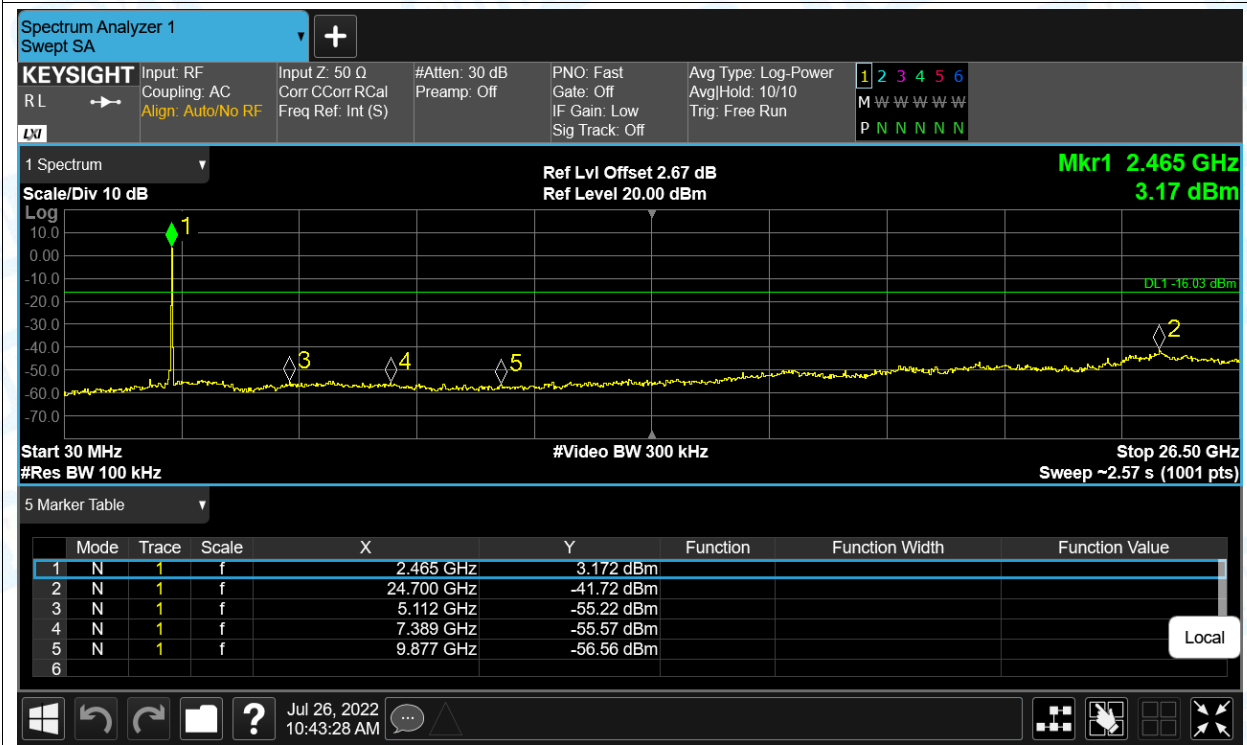 Spectrum Analyzer 1
Swept SA
KEYSIGHT Input: RF Input Z: 50 Ω #Atten: 30 dB PNO: Fast Avg Type: Log-Power 1 2 3 4 5 6
R L Coupling: AC Corr CCorr RCal Preamp: Off Gate: Off Avg|Hold: 10/10 M W W W W W W
Align: Auto/No RF Freq Ref: Int (S) IF Gain: Low Trig: Free Run
LXI Sig Track: Off P N N N N N
1 Spectrum Ref Lvl Offset 2.67 dB Mkr1 2.465 GHz
Scale/Div 10 dB Ref Level 20.00 dBm 3.17 dBm
Log
10.0
0.00
-10.0
-20.0
-30.0
-40.0
-50.0
-60.0
-70.0
1
DL1 -16.03 dBm
2
3
4
5
Start 30 MHz #Video BW 300 kHz Stop 26.50 GHz
#Res BW 100 kHz Sweep ~2.57 s (1001 pts)
5 Marker Table
Mode Trace Scale X Y Function Function Width Function Value
1 N 1 f 2.465 GHz 3.172 dBm
2 N 1 f 24.700 GHz -41.72 dBm
3 N 1 f 5.112 GHz -55.22 dBm
4 N 1 f 7.389 GHz -55.57 dBm
5 N 1 f 9.877 GHz -56.56 dBm
6
Local
? Jul 26, 2022
10:43:28 AM